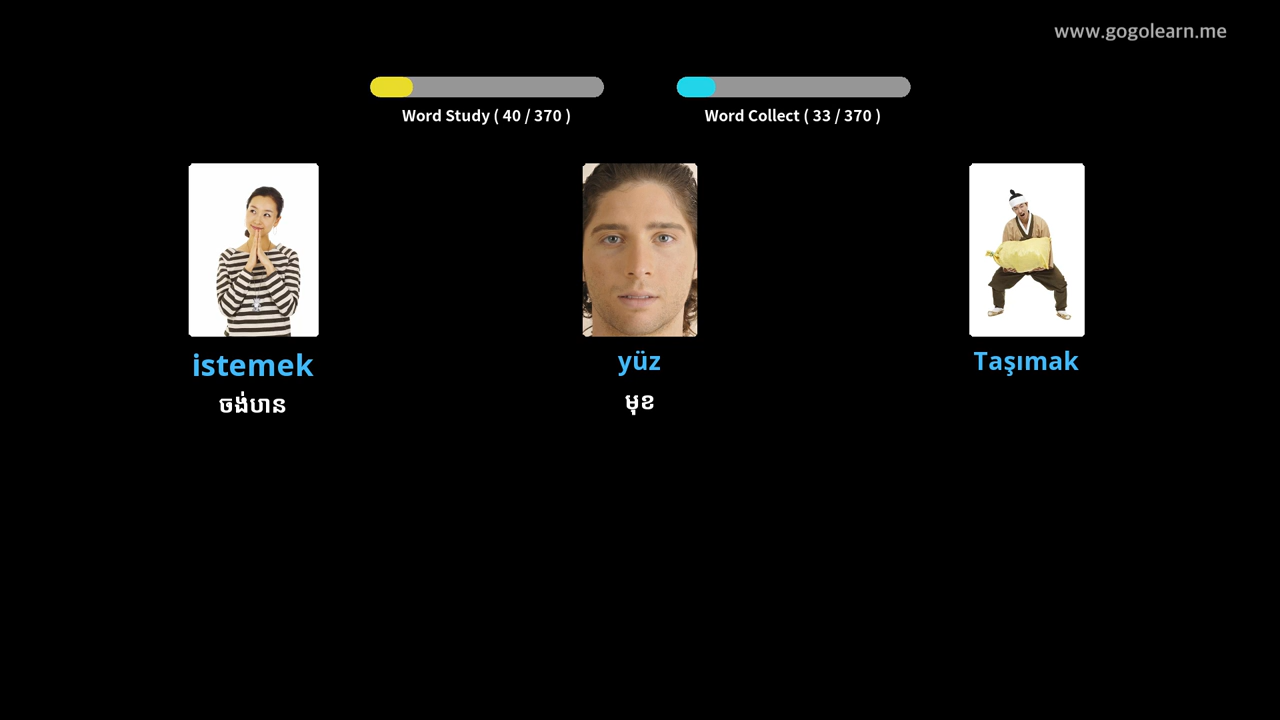 www.gogolearn.me
Word Study ( 40 / 370 )
Word Collect ( 33 / 370 )
istemek
ចង់បាន
yüz
មុខ
Taşımak